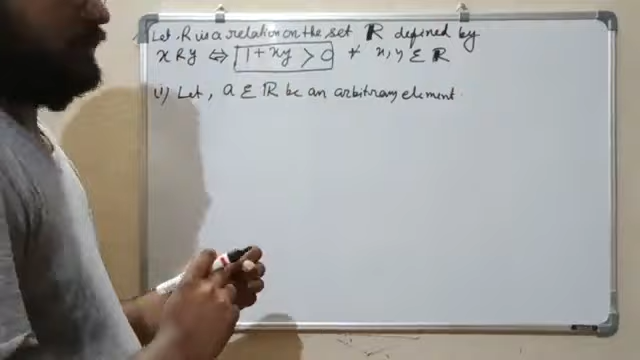 Let R is a relation on the set R defined by
x R y ⇔ 1 + xy > 0 ∀ x, y ∈ R
i) Let, a ∈ R be an arbitrary element.